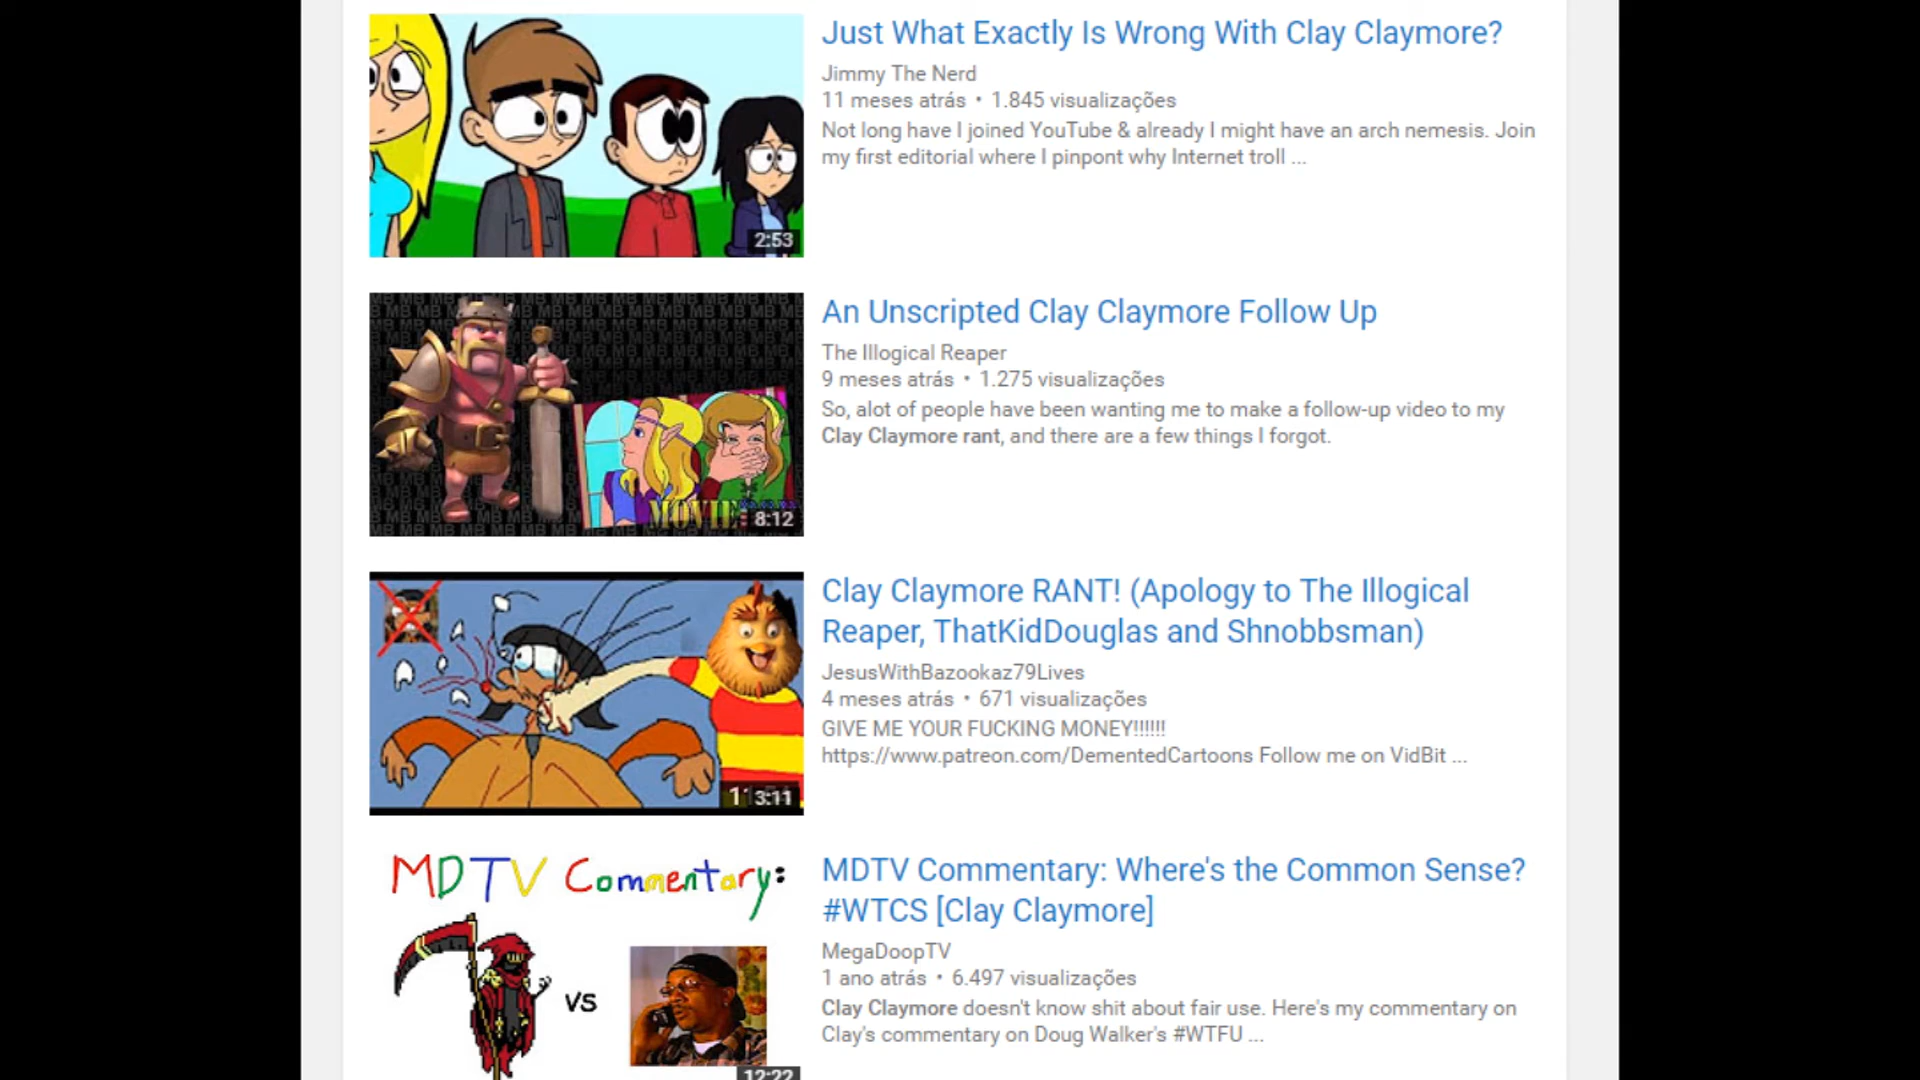 Just What Exactly Is Wrong With Clay Claymore?
Jimmy The Nerd
11 meses atrás • 1.845 visualizações
Not long have I joined YouTube & already I might have an arch nemesis. Join
my first editorial where I pinpont why Internet troll ...
2:53
An Unscripted Clay Claymore Follow Up
The Illogical Reaper
9 meses atrás • 1.275 visualizações
So, alot of people have been wanting me to make a follow-up video to my
Clay Claymore rant, and there are a few things I forgot.
MOVIE
8:12
Clay Claymore RANT! (Apology to The Illogical
Reaper, ThatKidDouglas and Shnobbsman)
JesusWithBazookaz79Lives
4 meses atrás • 671 visualizações
GIVE ME YOUR FUCKING MONEY!!!!!!
https://www.patreon.com/DementedCartoons Follow me on VidBit ...
3:11
MDTV Commentary:
VS
MDTV Commentary: Where's the Common Sense?
#WTCS [Clay Claymore]
MegaDoopTV
1 ano atrás • 6.497 visualizações
Clay Claymore doesn't know shit about fair use. Here's my commentary on
Clay's commentary on Doug Walker's #WTFU ...
12:22